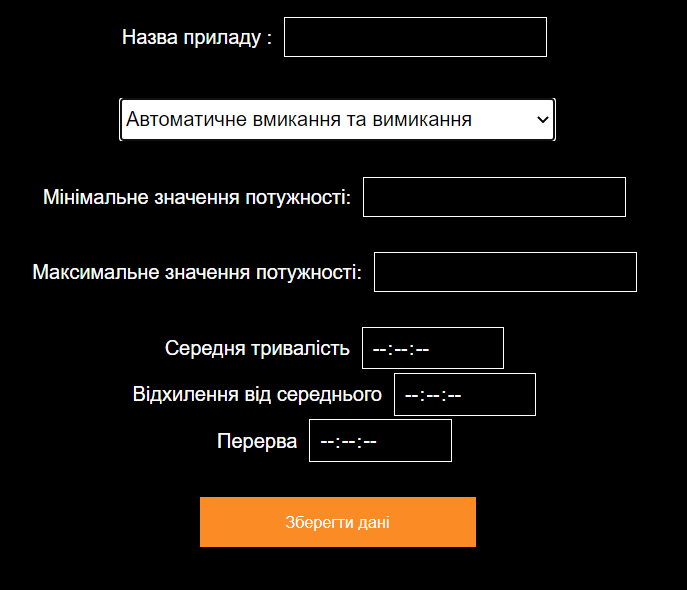 Назва приладу :
Автоматичне вмикання та вимикання
Мінімальне значення потужності:
Максимальне значення потужності:
Середня тривалість --:--:--
Відхилення від середнього --:--:--
Перерва --:--:--
Зберегти дані